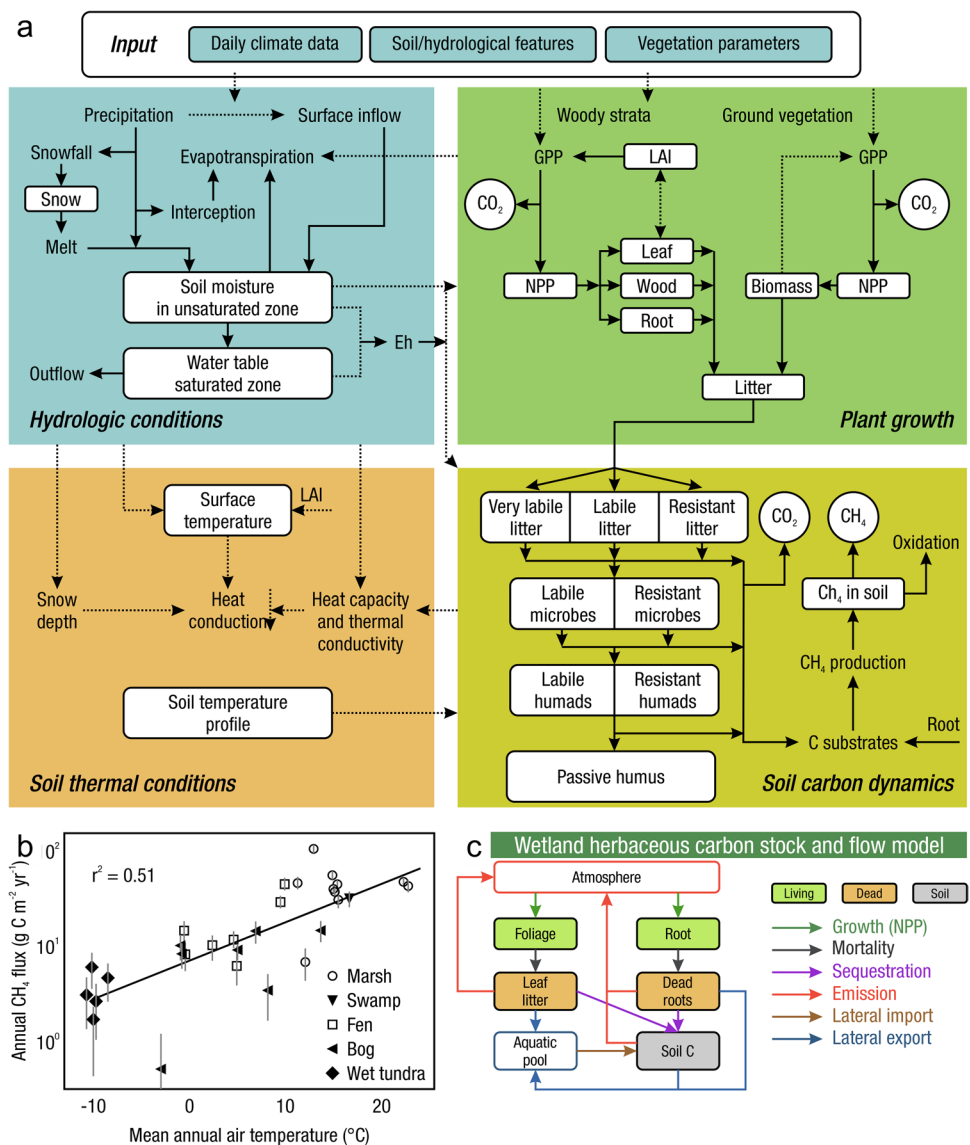 a
Input
Daily climate data
Soil/hydrological features
Vegetation parameters
Precipitation
Surface inflow
Snowfall
Evapotranspiration
Snow
Interception
Melt
Soil moisture
in unsaturated zone
Eh
Water table
saturated zone
Outflow
Hydrologic conditions
Woody strata
Ground vegetation
GPP
LAI
GPP
CO2
CO2
Leaf
NPP
Wood
Biomass
NPP
Root
Litter
Plant growth
Surface
temperature
LAI
Snow
depth
Heat
conduction
Heat capacity
and thermal
conductivity
Soil temperature
profile
Soil thermal conditions
Very labile
litter
Labile
litter
Resistant
litter
CO2
CH4
Oxidation
Labile
microbes
Resistant
microbes
Ch4 in soil
CH4 production
Labile
humads
Resistant
humads
Root
C substrates
Passive humus
Soil carbon dynamics
b
Annual CH4 flux (g C m-2 yr-1)
10^2
10^1
10^0
r2 = 0.51
Marsh
Swamp
Fen
Bog
Wet tundra
-10
0
10
20
Mean annual air temperature (°C)
c
Wetland herbaceous carbon stock and flow model
Atmosphere
Foliage
Root
Leaf
litter
Dead
roots
Aquatic
pool
Soil C
Living
Dead
Soil
Growth (NPP)
Mortality
Sequestration
Emission
Lateral import
Lateral export